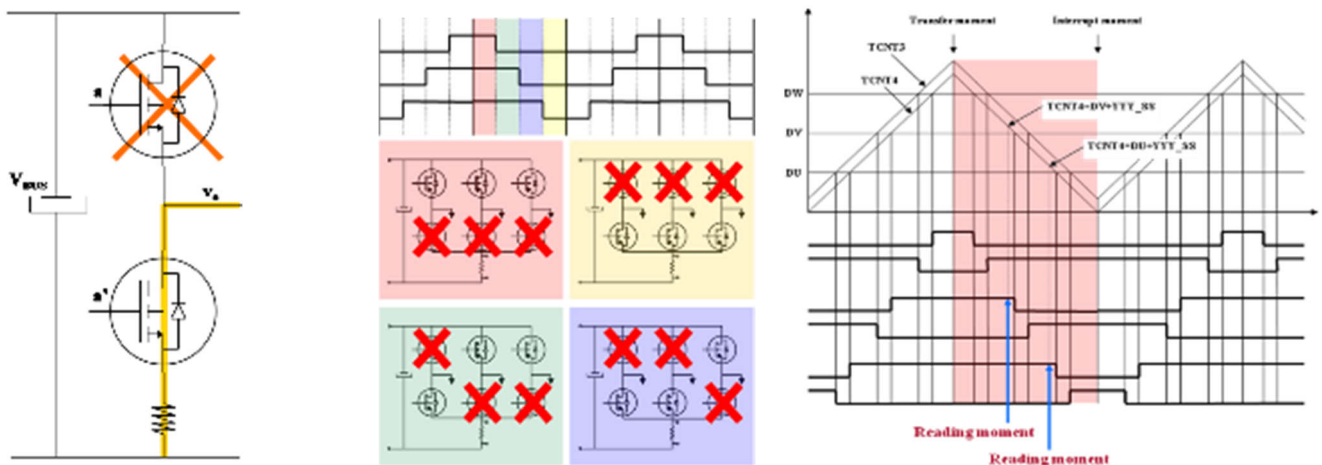 a
V_BUS
v_a
a'
Transfer moment
Interrupt moment
TCNT3
TCNT4
DW
TCNT4=DV+YYY_SS
DV
TCNT4=DU+YYY_SS
DU
Reading moment
Reading moment